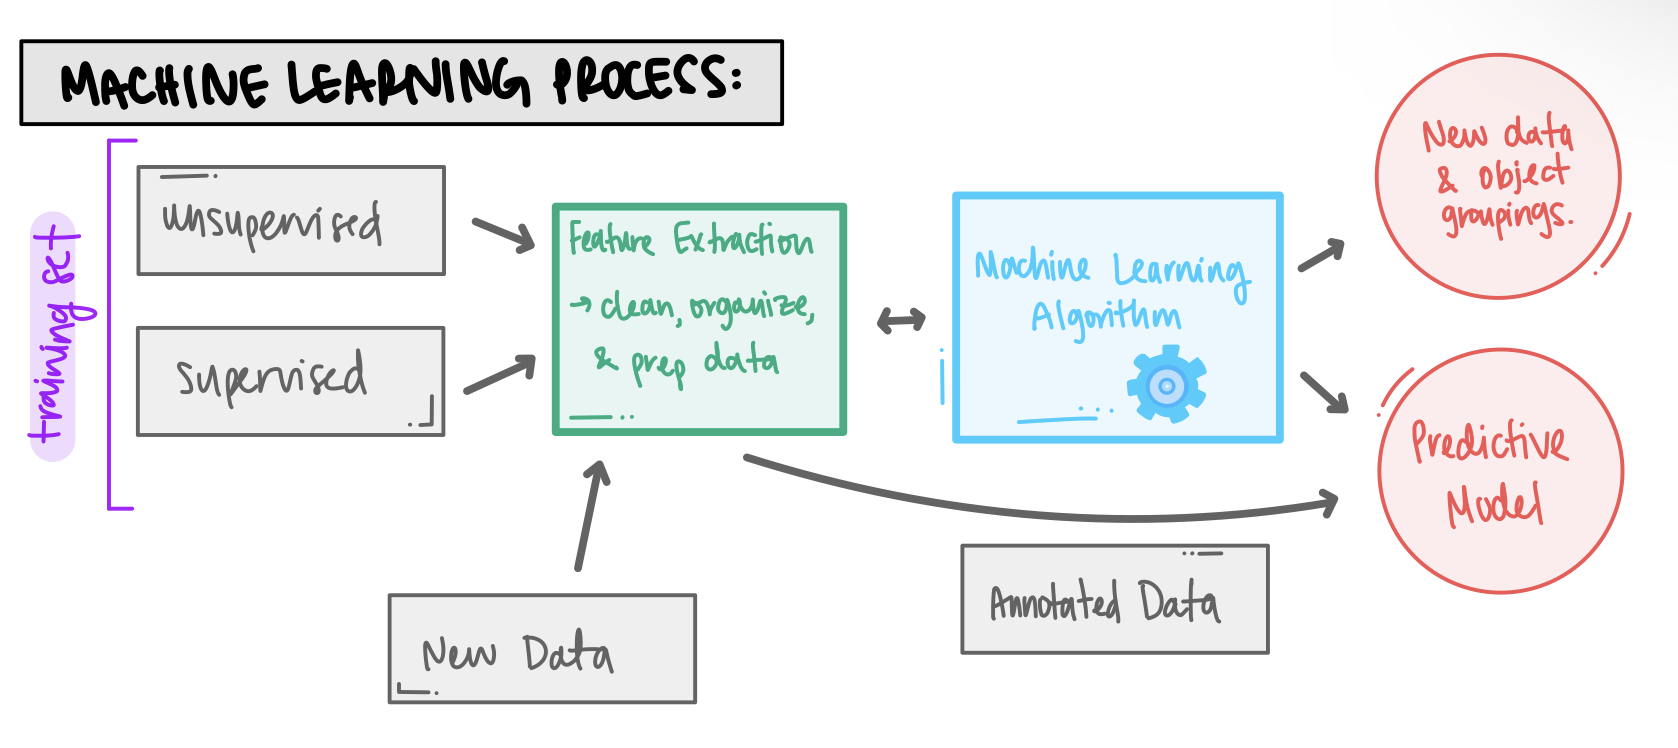 MACHINE LEARNING PROCESS:
training set
unsupervised
supervised
Feature Extraction
→ clean, organize,
& prep data
Machine Learning
Algorithm
New data
& object
groupings.
Predictive
Model
New Data
Annotated Data